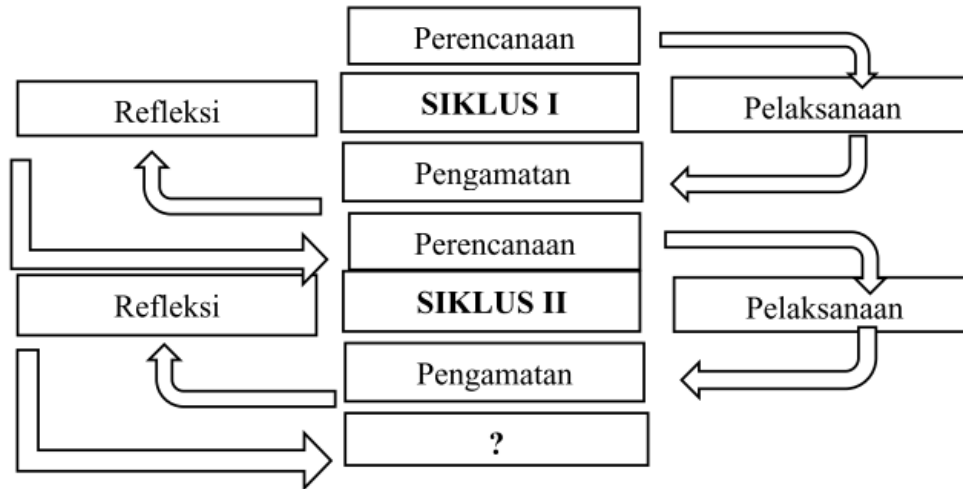 Perencanaan
Refleksi
SIKLUS I
Pelaksanaan
Pengamatan
Perencanaan
Refleksi
SIKLUS II
Pelaksanaan
Pengamatan
?